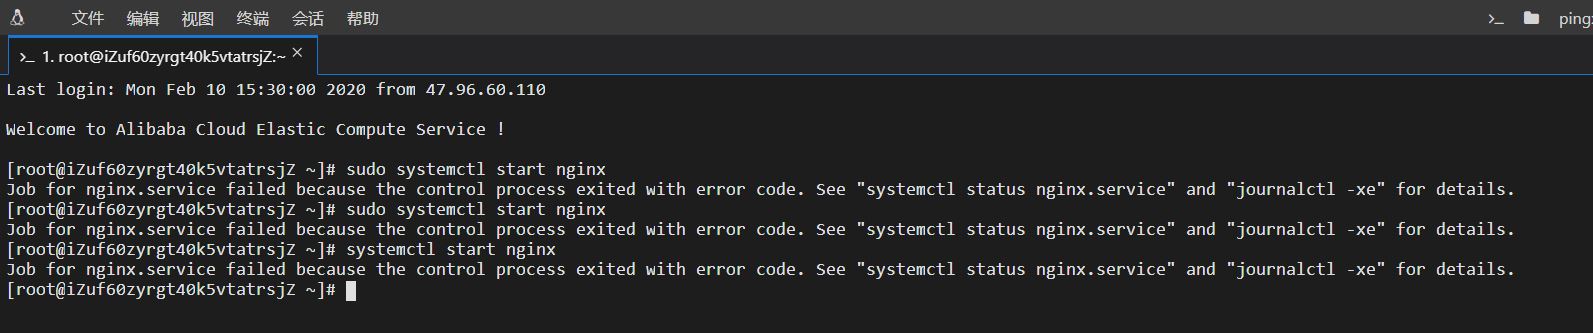 文件 编辑 视图 终端 会话 帮助 ping
1. root@iZuf60zyrgt40k5vtatrsjZ:~
Last login: Mon Feb 10 15:30:00 2020 from 47.96.60.110
Welcome to Alibaba Cloud Elastic Compute Service !
[root@iZuf60zyrgt40k5vtatrsjZ ~]# sudo systemctl start nginx
Job for nginx.service failed because the control process exited with error code. See "systemctl status nginx.service" and "journalctl -xe" for details.
[root@iZuf60zyrgt40k5vtatrsjZ ~]# sudo systemctl start nginx
Job for nginx.service failed because the control process exited with error code. See "systemctl status nginx.service" and "journalctl -xe" for details.
[root@iZuf60zyrgt40k5vtatrsjZ ~]# systemctl start nginx
Job for nginx.service failed because the control process exited with error code. See "systemctl status nginx.service" and "journalctl -xe" for details.
[root@iZuf60zyrgt40k5vtatrsjZ ~]#